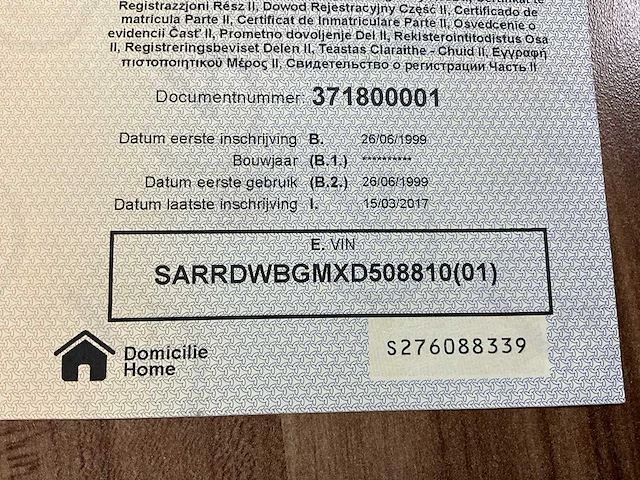 Registrazzjoni Rész II, Dowod Rejestracyjny Część II, Certificado de
matrícula Parte II, Certificat de Inmatriculare Parte II, Osvedcenie o
evidencii Časť II, Prometno dovoljenje Del II, Rekisterointitodistus Osa
II, Registreringsbeviset Delen II, Teastas Claraithe - Chuid II, Εγγραφή
πιστοποιητικού Μέρος II, Свидетельство о регистрации Часть II
Documentnummer: 371800001
Datum eerste inschrijving B. 26/06/1999
Bouwjaar (B.1.) **********
Datum eerste gebruik (B.2.) 26/06/1999
Datum laatste inschrijving I. 15/03/2017
E. VIN
SARRDWBGMXD508810(01)
Domicilie
Home
S276088339